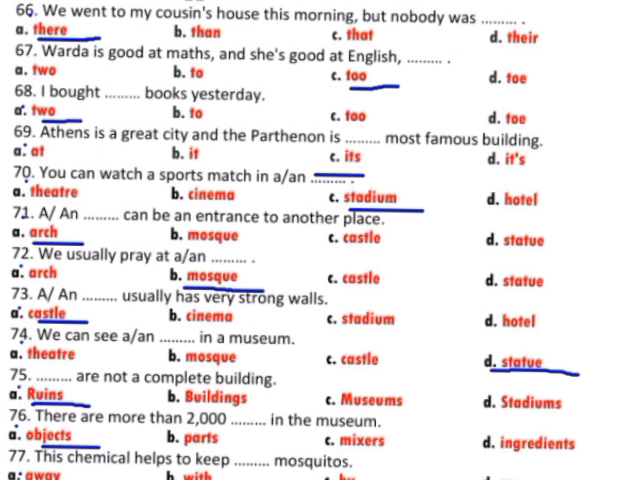 66. We went to my cousin's house this morning, but nobody was ......... .
a. there b. than c. that d. their
67. Warda is good at maths, and she's good at English, ......... .
a. two b. to c. too d. toe
68. I bought ......... books yesterday.
a. two b. to c. too d. toe
69. Athens is a great city and the Parthenon is ......... most famous building.
a. at b. it c. its d. it's
70. You can watch a sports match in a/an ......... .
a. theatre b. cinema c. stadium d. hotel
71. A/ An ......... can be an entrance to another place.
a. arch b. mosque c. castle d. statue
72. We usually pray at a/an ......... .
a. arch b. mosque c. castle d. statue
73. A/ An ......... usually has very strong walls.
a. castle b. cinema c. stadium d. hotel
74. We can see a/an ......... in a museum.
a. theatre b. mosque c. castle d. statue
75. ......... are not a complete building.
a. Ruins b. Buildings c. Museums d. Stadiums
76. There are more than 2,000 ......... in the museum.
a. objects b. parts c. mixers d. ingredients
77. This chemical helps to keep ......... mosquitos.
a. away b. with c. by